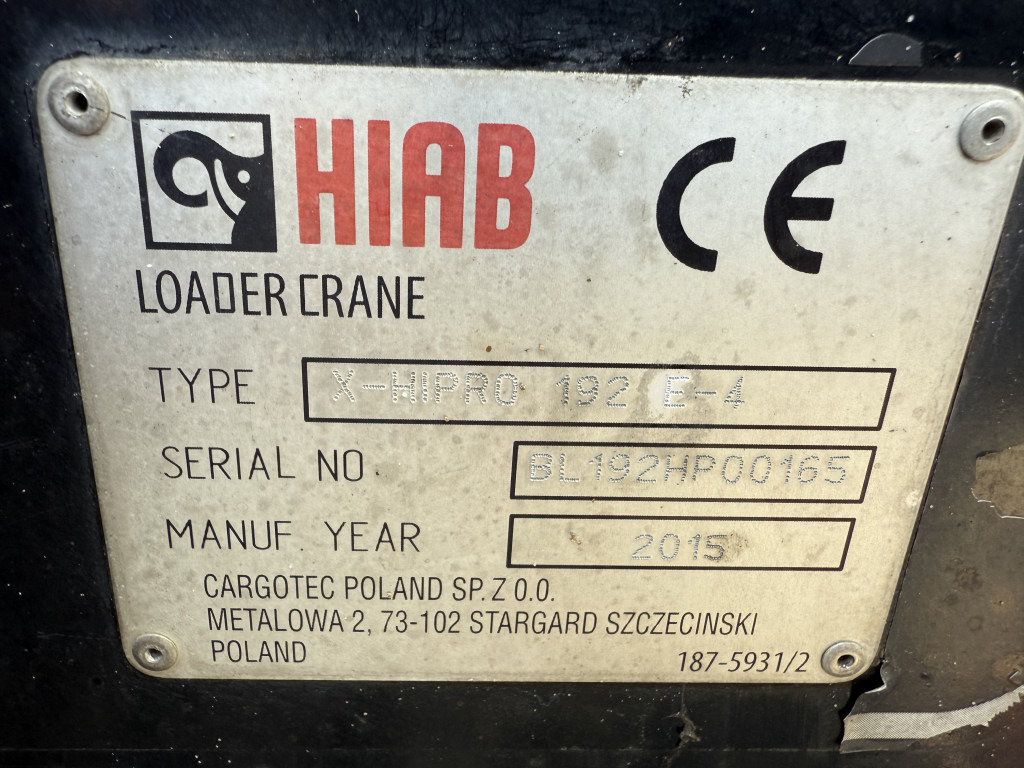 HIAB CE
LOADER CRANE
TYPE X-HIPRO 192 E-4
SERIAL NO. BL192HP00165
MANUF. YEAR 2015
CARGOTEC POLAND SP. Z O.O.
METALOWA 2, 73-102 STARGARD SZCZECINSKI
POLAND 187-5931/2